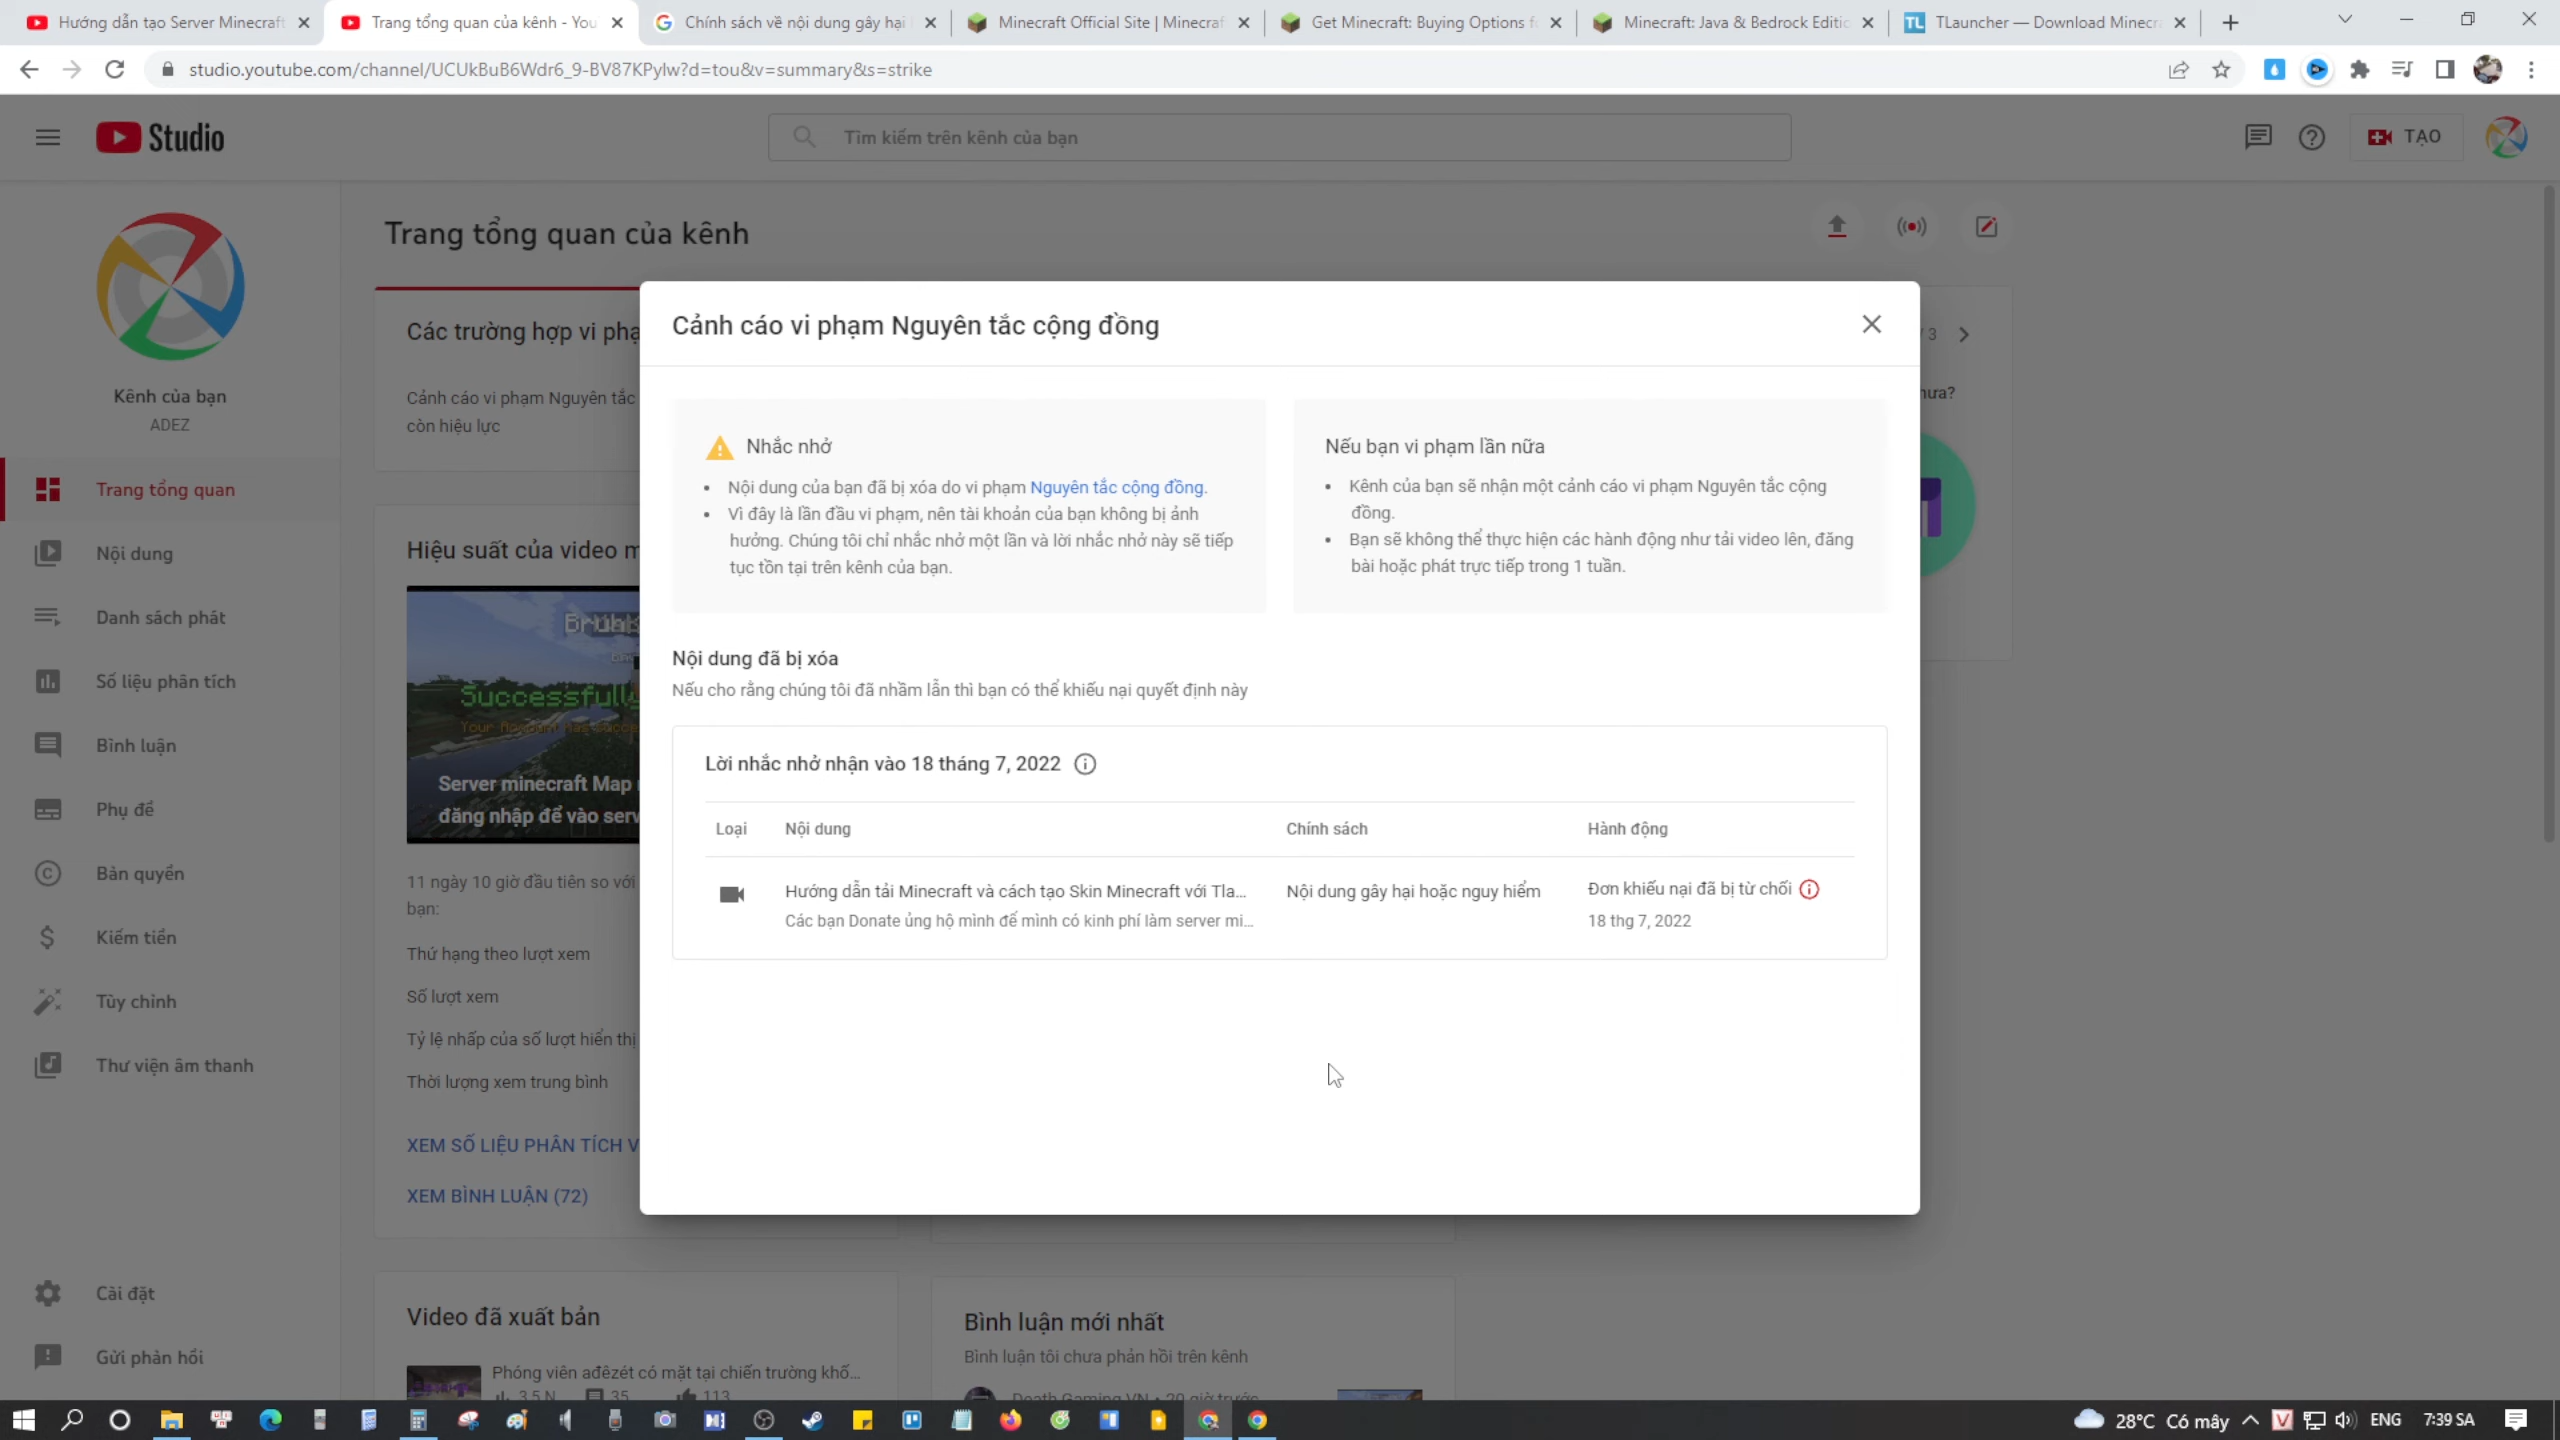 Hướng dẫn tạo Server Minecraft
Trang tổng quan của kênh - You
Chính sách về nội dung gây hại
Minecraft Official Site | Minecraf
Get Minecraft: Buying Options f
Minecraft: Java & Bedrock Editio
TLauncher — Download Minecra
studio.youtube.com/channel/UCUkBuB6Wdr6_9-BV87KPylw?d=tou&v=summary&s=strike
Studio
Tìm kiếm trên kênh của bạn
TẠO
Kênh của bạn
ADEZ
Trang tổng quan
Nội dung
Danh sách phát
Số liệu phân tích
Bình luận
Phụ đề
Bản quyền
Kiếm tiền
Tùy chỉnh
Thư viện âm thanh
Cài đặt
Gửi phản hồi
Trang tổng quan của kênh
Các trường hợp vi phạ
Cảnh cáo vi phạm Nguyên tắc
còn hiệu lực
Hiệu suất của video m
Successfully
Server minecraft Map
đăng nhập để vào serv
11 ngày 10 giờ đầu tiên so với
bạn:
Thứ hạng theo lượt xem
Số lượt xem
Tỷ lệ nhấp của số lượt hiển thị
Thời lượng xem trung bình
XEM SỐ LIỆU PHÂN TÍCH V
XEM BÌNH LUẬN (72)
Cảnh cáo vi phạm Nguyên tắc cộng đồng
/ 3
Nhắc nhở
• Nội dung của bạn đã bị xóa do vi phạm Nguyên tắc cộng đồng.
• Vì đây là lần đầu vi phạm, nên tài khoản của bạn không bị ảnh
hưởng. Chúng tôi chỉ nhắc nhở một lần và lời nhắc nhở này sẽ tiếp
tục tồn tại trên kênh của bạn.
Nếu bạn vi phạm lần nữa
• Kênh của bạn sẽ nhận một cảnh cáo vi phạm Nguyên tắc cộng
đồng.
• Bạn sẽ không thể thực hiện các hành động như tải video lên, đăng
bài hoặc phát trực tiếp trong 1 tuần.
Nội dung đã bị xóa
Nếu cho rằng chúng tôi đã nhầm lẫn thì bạn có thể khiếu nại quyết định này
Lời nhắc nhở nhận vào 18 tháng 7, 2022
Loại Nội dung Chính sách Hành động
Hướng dẫn tải Minecraft và cách tạo Skin Minecraft với Tla... Nội dung gây hại hoặc nguy hiểm Đơn khiếu nại đã bị từ chối
Các bạn Donate ủng hộ mình để mình có kinh phí làm server mi... 18 thg 7, 2022
Video đã xuất bản
Phóng viên ađêzét có mặt tại chiến trường khố...
3,5 N 35 113
Bình luận mới nhất
Bình luận tôi chưa phản hồi trên kênh
Death Gaming VN • 20 giờ trước
28°C Có mây
ENG
7:39 SA